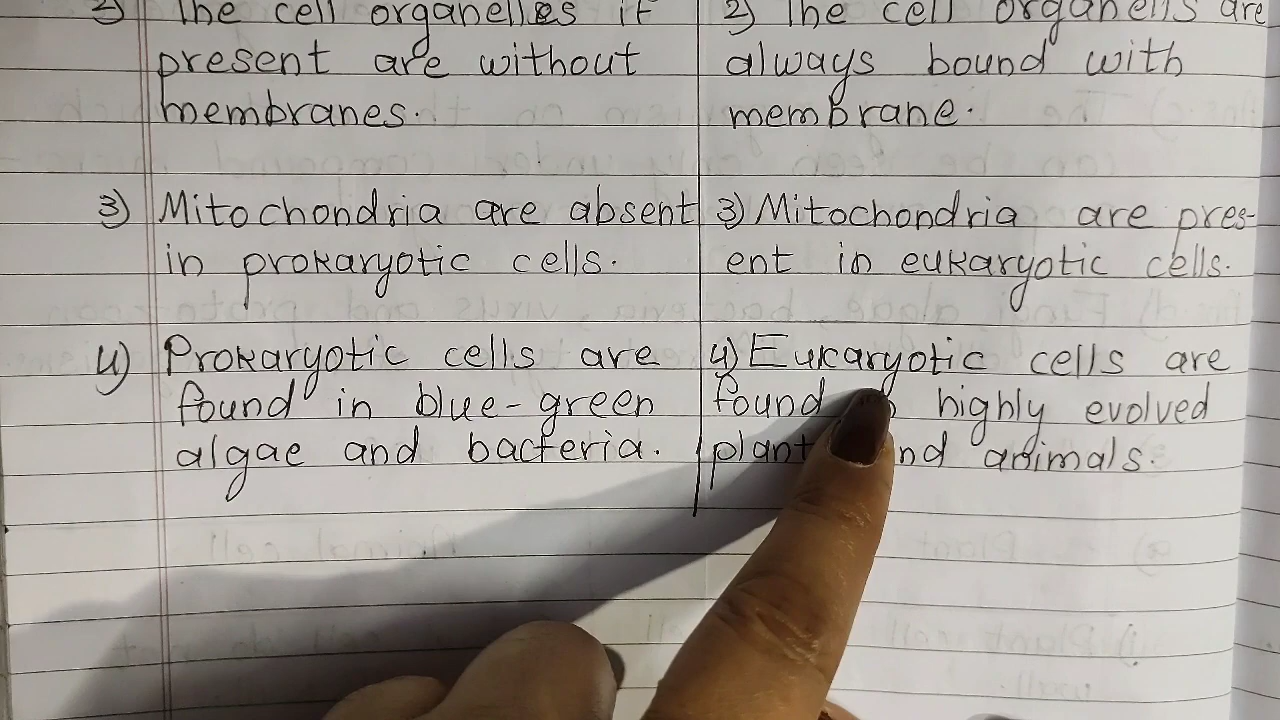 2) The cell organelles if
present are without
membranes.
3) Mitochondria are absent
in prokaryotic cells.
4) Prokaryotic cells are
found in blue-green
algae and bacteria.
2) The cell organells are
always bound with
membrane.
3) Mitochondria are pres-
ent in eukaryotic cells.
4) Eukaryotic cells are
found highly evolved
animals.